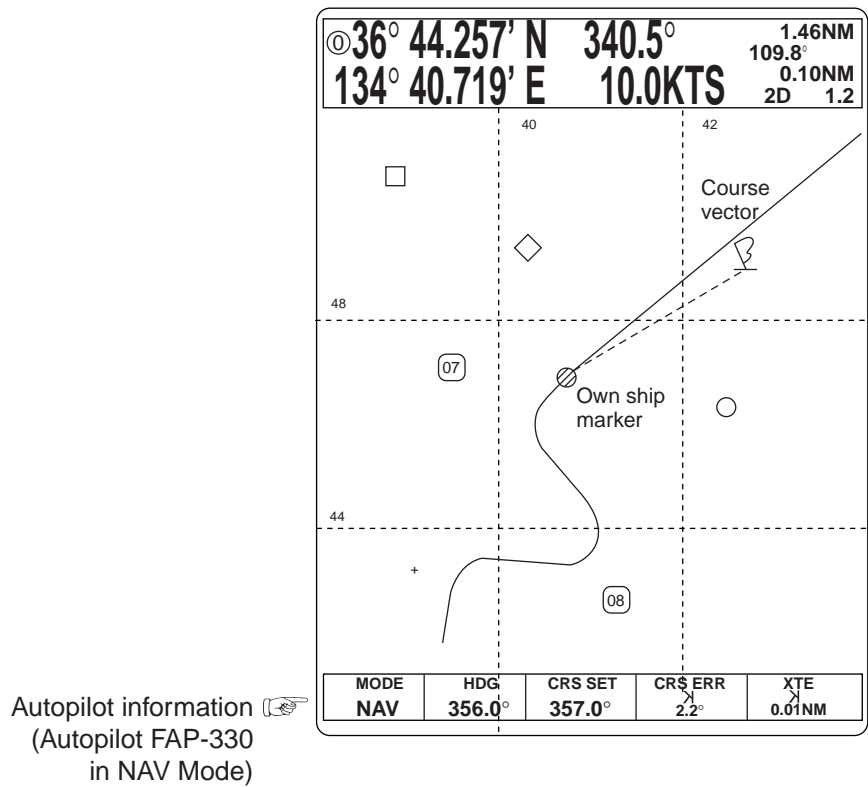 ⓪36° 44.257’ N 340.5° 1.46NM
109.8°
134° 40.719’ E 10.0KTS 0.10NM
2D 1.2
40 42
Course
vector
48
07
Own ship
marker
44
+
08
MODE HDG CRS SET CRS ERR XTE
NAV 356.0° 357.0° 2.2° 0.01NM
Autopilot information ☞
(Autopilot FAP-330
in NAV Mode)